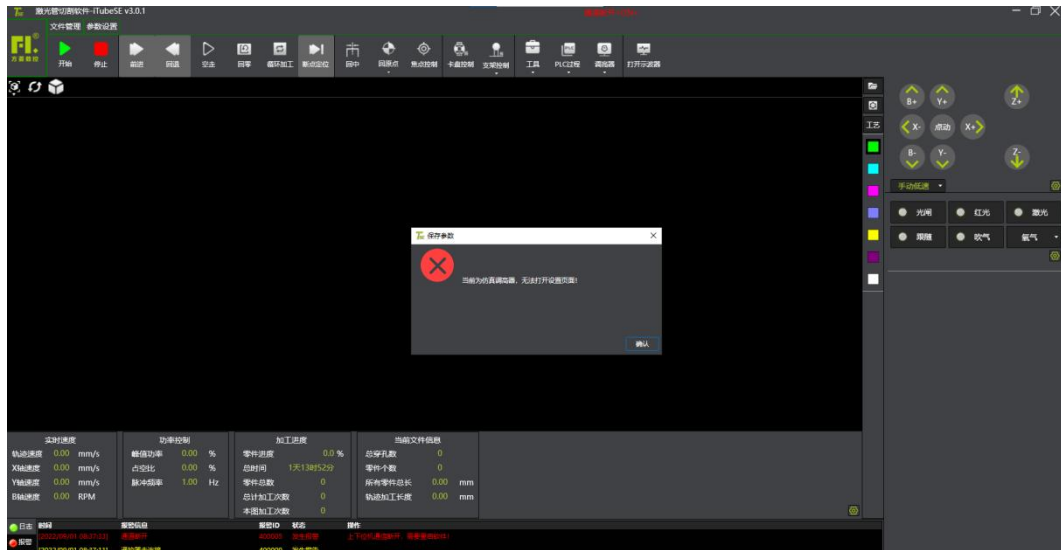 激光管切割软件-iTubeSE v3.0.1
文件管理 参数设置
开始 停止 前进 回退 空走 回零 循环加工 断点定位 回中 回原点 焦点控制 卡盘控制 支架控制 工具 PLC过程 调高器 打开示波器
B+ Y+ Z+
工艺
X- 点动 X+
B- Y- Z-
手动低速
光闸 红光 激光
跟随 吹气 氧气
保存参数
当前为仿真调高器，无法打开设置页面!
确认
实时速度 功率控制 加工进度 当前文件信息
轨迹速度 0.00 mm/s 峰值功率 0.00 % 零件进度 0.0 % 总穿孔数 0
X轴速度 0.00 mm/s 占空比 0.00 % 总时间 1天13时52分 零件个数 0
Y轴速度 0.00 mm/s 脉冲频率 1.00 Hz 零件总数 0 所有零件总长 0.00 mm
B轴速度 0.00 RPM 总计加工次数 0 轨迹加工长度 0.00 mm
本图加工次数 0
日志 时间 报警信息 报警ID 状态 操作
报警